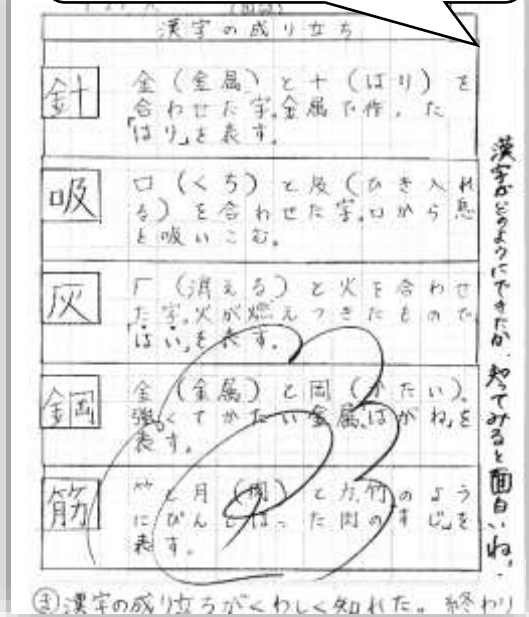 漢字の成り立ち
針
金（金属）と十（はり）を
合わせた字。金属で作った
「はり」を表す。
吸
口（くち）と及（ひき入れ
る）を合わせた字。口から息
を吸いこむ。
灰
厂（消える）と火を合わせ
た字。火が燃えつきたもので、
「はい」を表す。
鋼
金（金属）と岡（かたい）。
強くてかたい金属、「はがね」を
表す。
筋
竹と月（肉）と力。竹のよう
にぴんとはった肉の「すじ」を
表す。
漢字がどのようにできたか、知ってみると面白いね。
ま漢字の成り立ちがくわしく知れた。終わり